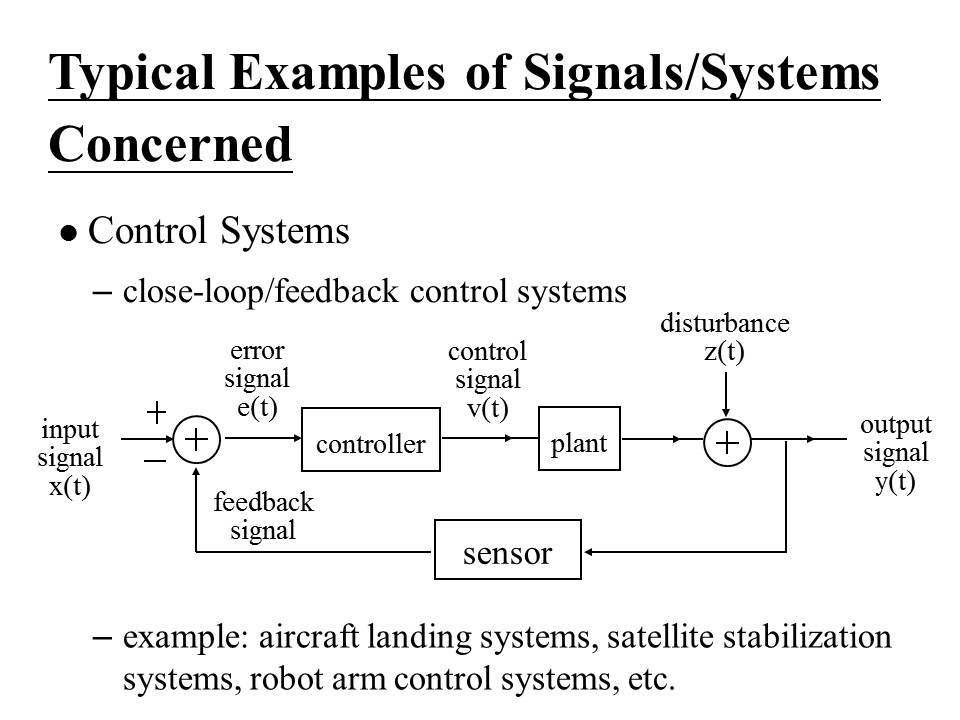 Typical Examples of Signals/Systems
Concerned
● Control Systems
– close-loop/feedback control systems
disturbance
z(t)
error
signal
e(t)
control
signal
v(t)
input
signal
x(t)
+
−
+
controller
plant
+
output
signal
y(t)
feedback
signal
sensor
– example: aircraft landing systems, satellite stabilization
systems, robot arm control systems, etc.